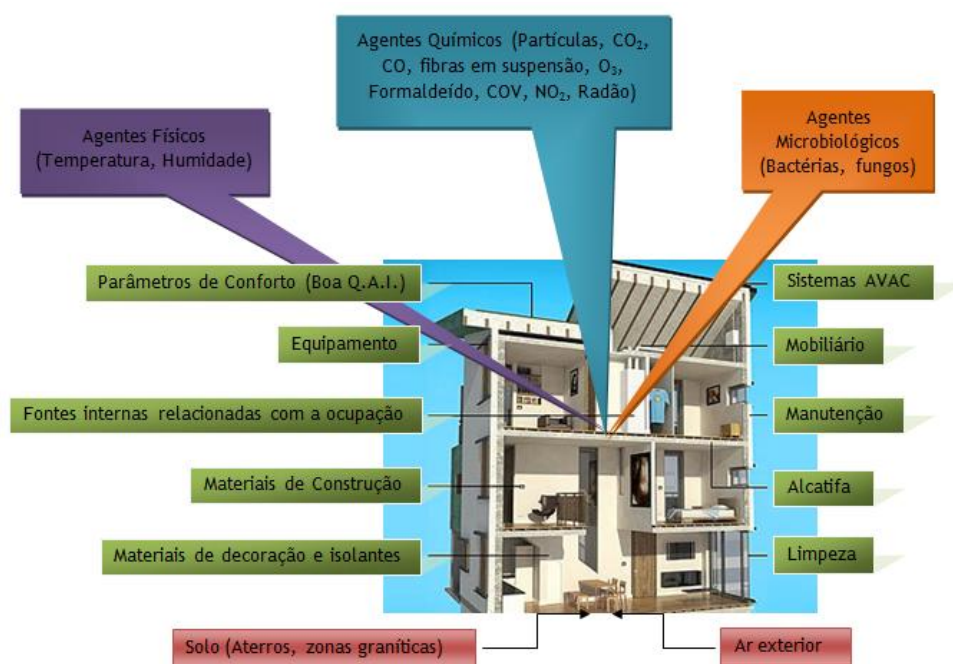 Agentes Químicos (Partículas, CO₂,
CO, fibras em suspensão, O₃,
Formaldeído, COV, NO₂, Radão)
Agentes Físicos
(Temperatura, Humidade)
Agentes
Microbiológicos
(Bactérias, fungos)
Parâmetros de Conforto (Boa Q.A.I.)
Sistemas AVAC
Equipamento
Mobiliário
Fontes internas relacionadas com a ocupação
Manutenção
Materiais de Construção
Alcatifa
Materiais de decoração e isolantes
Limpeza
Solo (Aterros, zonas graníticas)
Ar exterior